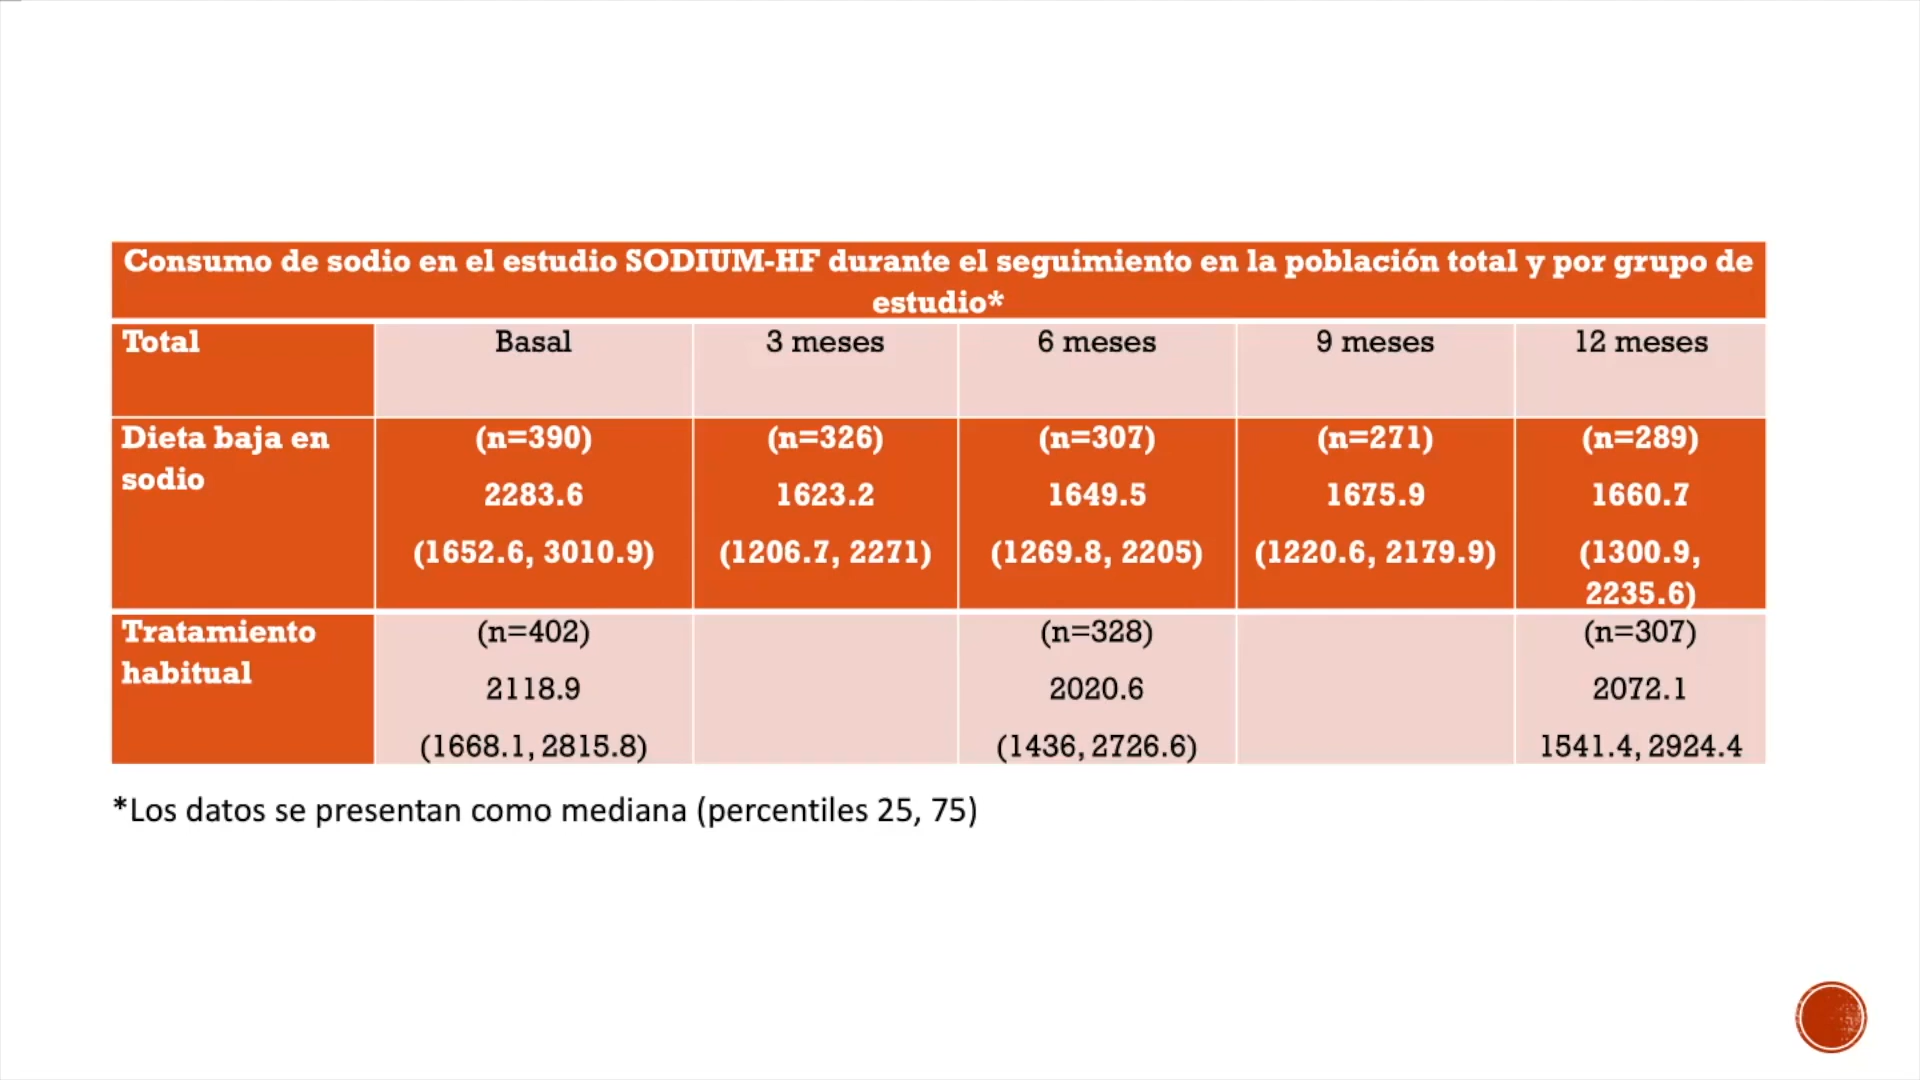 Consumo de sodio en el estudio SODIUM-HF durante el seguimiento en la población total y por grupo de
estudio*
Total
Basal
3 meses
6 meses
9 meses
12 meses
Dieta baja en
sodio
(n=390)
2283.6
(1652.6, 3010.9)
(n=326)
1623.2
(1206.7, 2271)
(n=307)
1649.5
(1269.8, 2205)
(n=271)
1675.9
(1220.6, 2179.9)
(n=289)
1660.7
(1300.9,
2235.6)
Tratamiento
habitual
(n=402)
2118.9
(1668.1, 2815.8)
(n=328)
2020.6
(1436, 2726.6)
(n=307)
2072.1
1541.4, 2924.4
*Los datos se presentan como mediana (percentiles 25, 75)